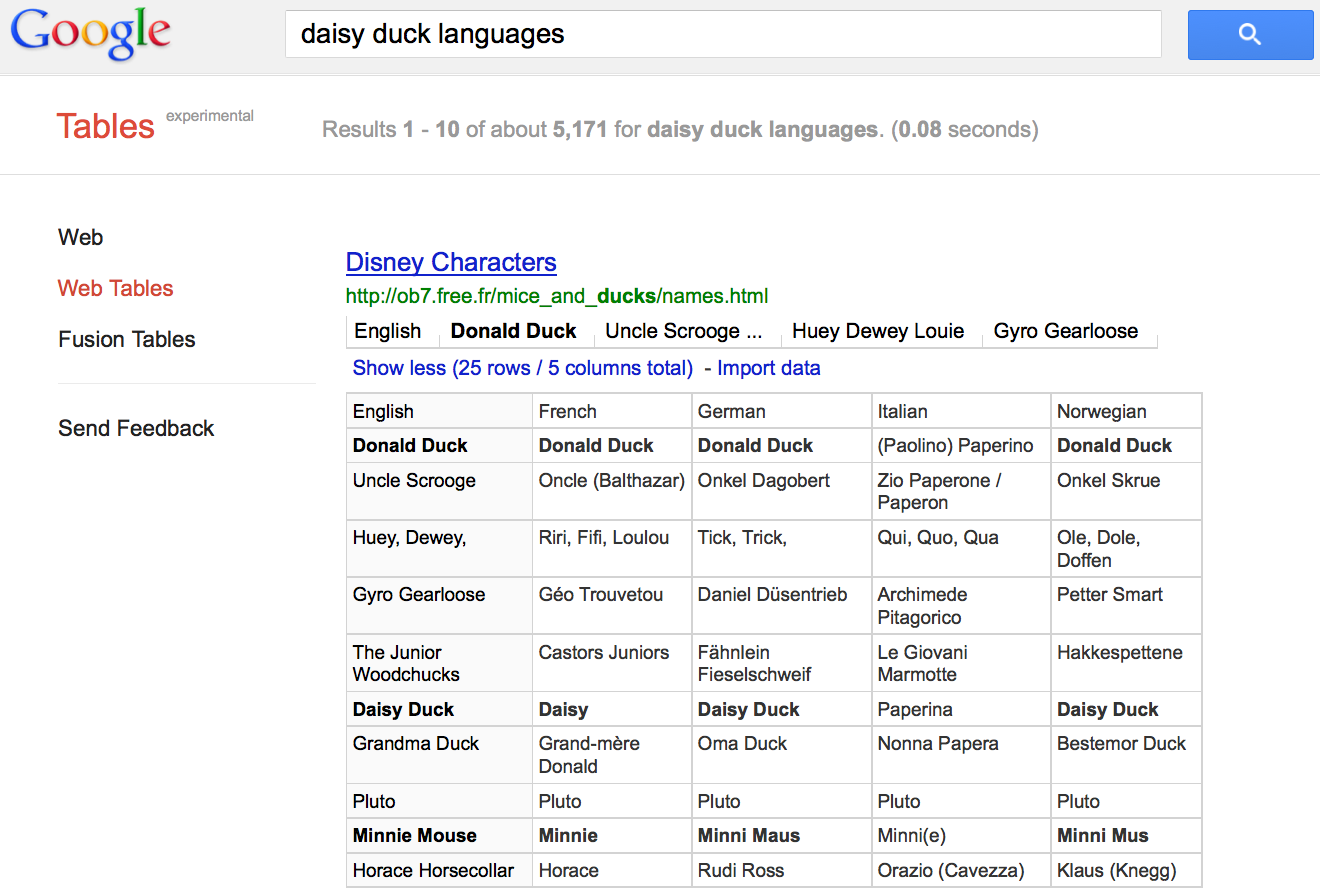 Google
daisy duck languages
Tables experimental
Results 1 - 10 of about 5,171 for daisy duck languages. (0.08 seconds)
Web
Web Tables
Fusion Tables
Send Feedback
Disney Characters
http://ob7.free.fr/mice_and_ducks/names.html
English Donald Duck Uncle Scrooge ... Huey Dewey Louie Gyro Gearloose
Show less (25 rows / 5 columns total) - Import data
English French German Italian Norwegian
Donald Duck Donald Duck Donald Duck (Paolino) Paperino Donald Duck
Uncle Scrooge Oncle (Balthazar) Onkel Dagobert Zio Paperone / Onkel Skrue
Paperon
Huey, Dewey, Riri, Fifi, Loulou Tick, Trick, Qui, Quo, Qua Ole, Dole,
Doffen
Gyro Gearloose Géo Trouvetou Daniel Düsentrieb Archimede Petter Smart
Pitagorico
The Junior Castors Juniors Fähnlein Le Giovani Hakkespettene
Woodchucks Fieselschweif Marmotte
Daisy Duck Daisy Daisy Duck Paperina Daisy Duck
Grandma Duck Grand-mère Oma Duck Nonna Papera Bestemor Duck
Donald
Pluto Pluto Pluto Pluto Pluto
Minnie Mouse Minnie Minni Maus Minni(e) Minni Mus
Horace Horsecollar Horace Rudi Ross Orazio (Cavezza) Klaus (Knegg)